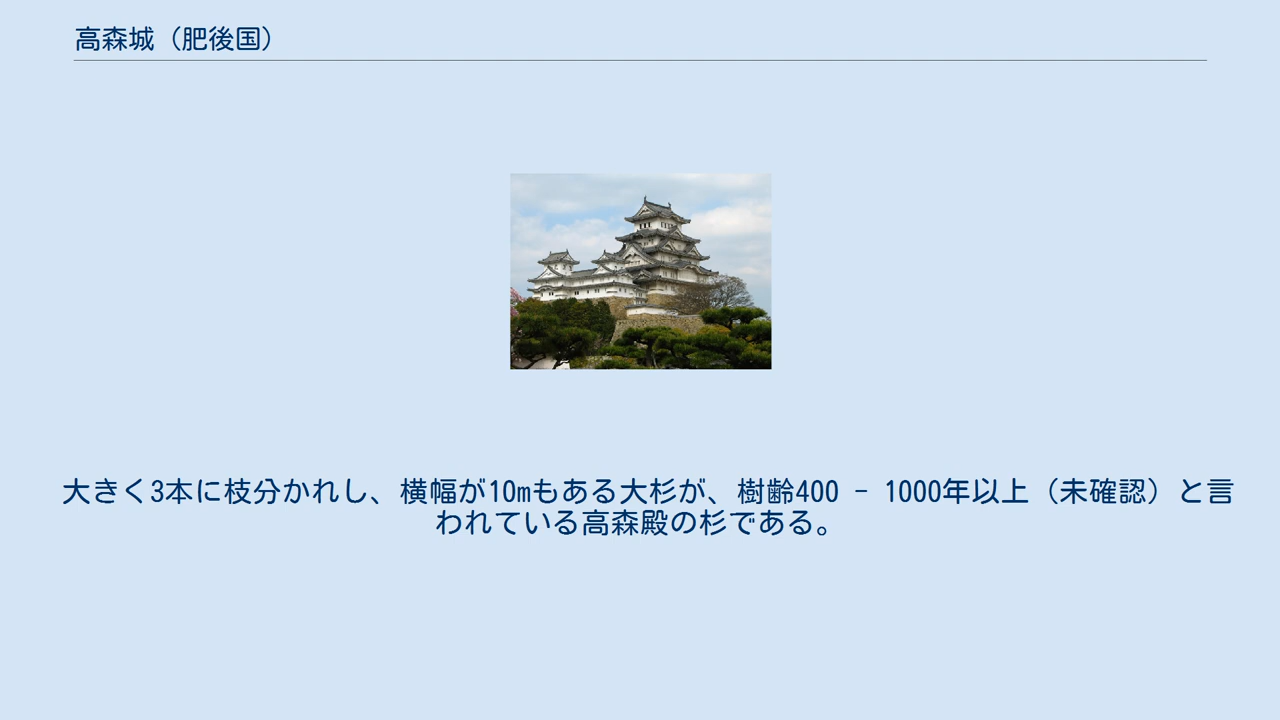 高森城（肥後国）
大きく3本に枝分かれし、横幅が10mもある大杉が、樹齢400 - 1000年以上（未確認）と言
われている高森殿の杉である。